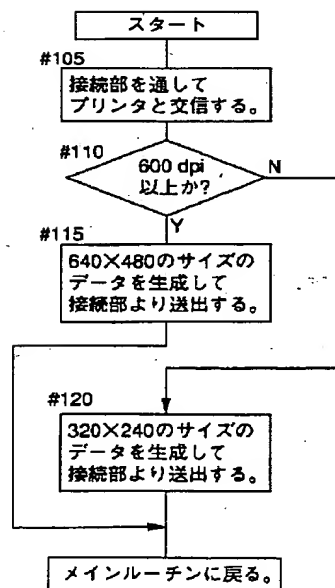 スタート
#105
接続部を通して
プリンタと交信する。
#110
600 dpi
以上か?
N
Y
#115
640×480のサイズの
データを生成して
接続部より送出する。
#120
320×240のサイズの
データを生成して
接続部より送出する。
メインルーチンに戻る。